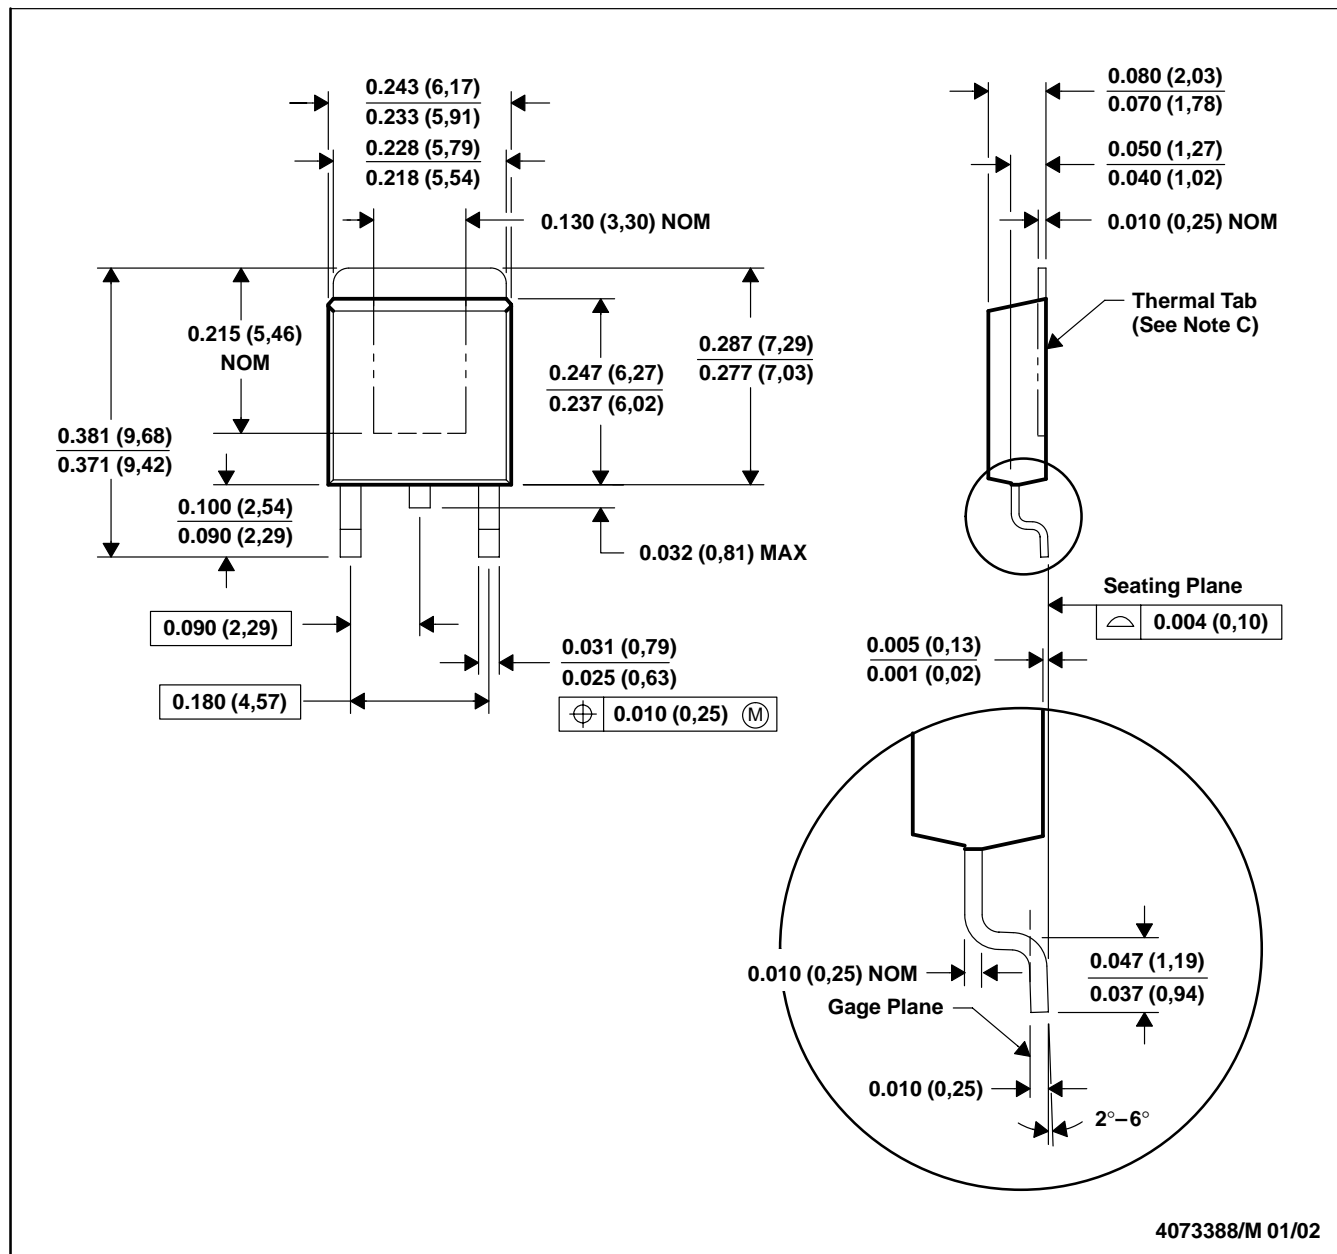 0.243 (6,17)
0.233 (5,91)
0.228 (5,79)
0.218 (5,54)
0.130 (3,30) NOM
0.215 (5,46)
NOM
0.287 (7,29)
0.277 (7,03)
0.247 (6,27)
0.237 (6,02)
0.381 (9,68)
0.371 (9,42)
0.100 (2,54)
0.090 (2,29)
0.032 (0,81) MAX
0.090 (2,29)
0.031 (0,79)
0.025 (0,63)
0.180 (4,57)
0.010 (0,25) M
0.080 (2,03)
0.070 (1,78)
0.050 (1,27)
0.040 (1,02)
0.010 (0,25) NOM
Thermal Tab
(See Note C)
Seating Plane
0.004 (0,10)
0.005 (0,13)
0.001 (0,02)
0.010 (0,25) NOM
0.047 (1,19)
0.037 (0,94)
Gage Plane
0.010 (0,25)
2°–6°
4073388/M 01/02